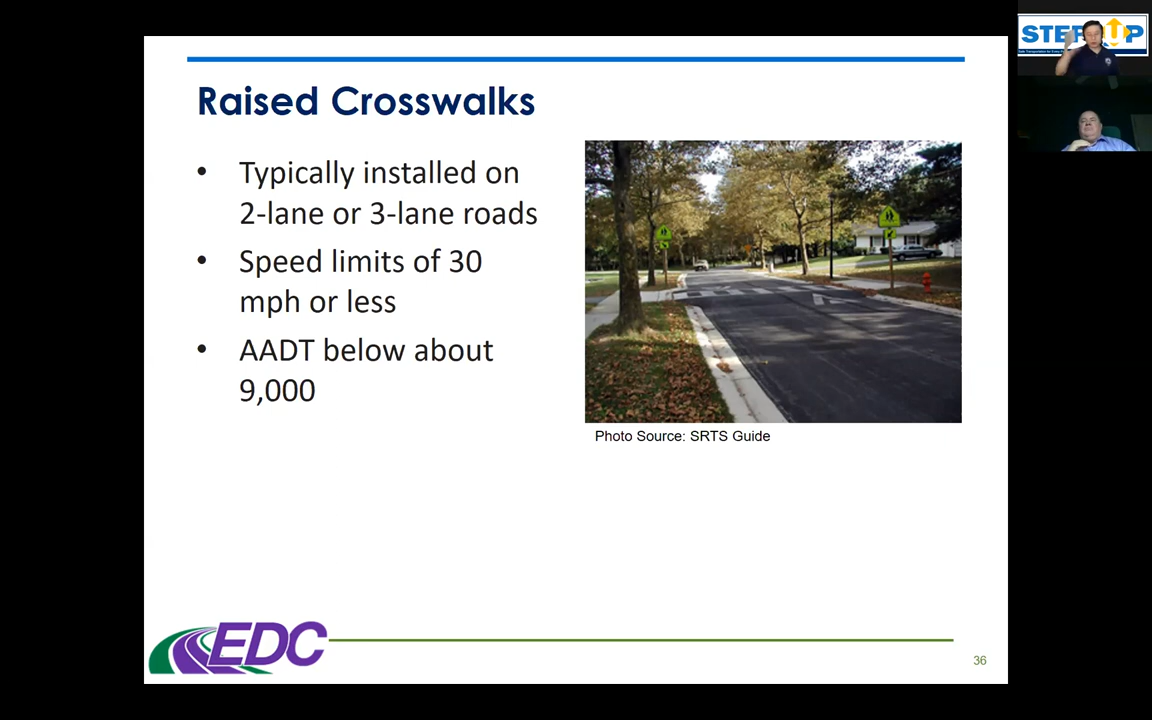 Raised Crosswalks
• Typically installed on
2-lane or 3-lane roads
• Speed limits of 30
mph or less
• AADT below about
9,000
Photo Source: SRTS Guide
EDC
36
STEP UP